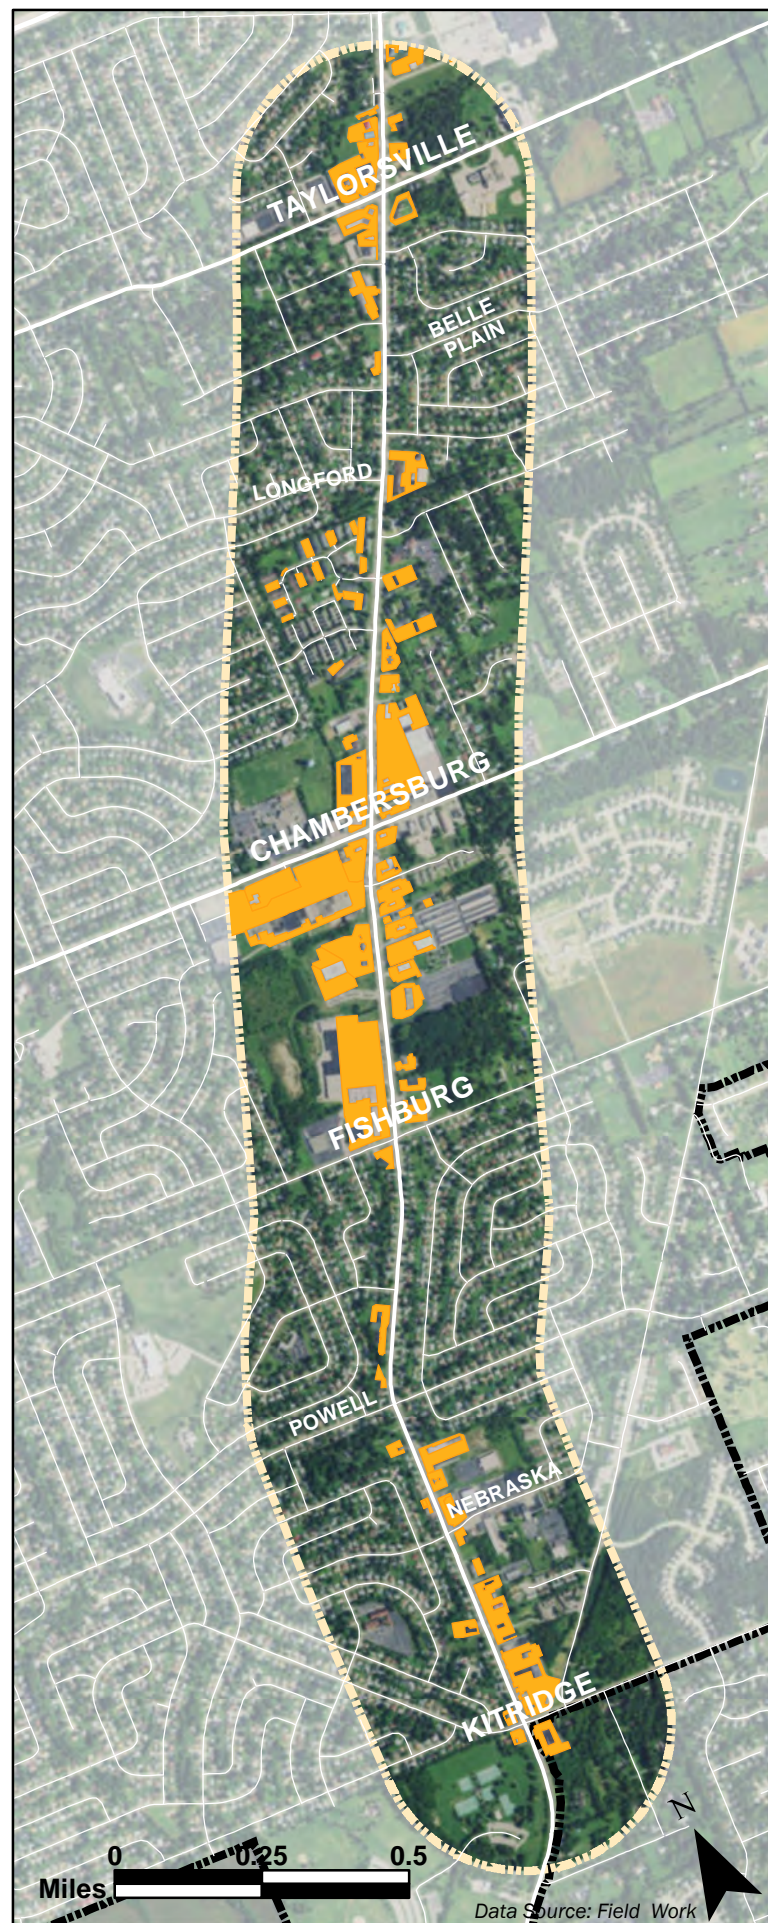 TAYLORSVILLE
BELLE
PLAIN
LONGFORD
CHAMBERSBURG
FISHBURG
POWELL
NEBRASKA
KITRIDGE
N
0 0.25 0.5
Miles
Data Source: Field Work